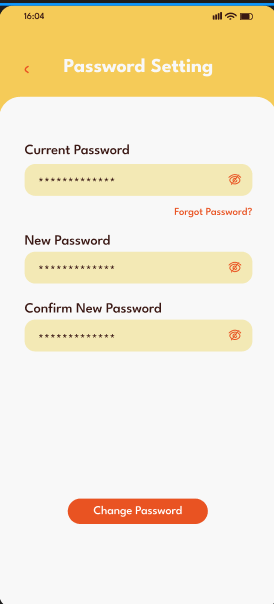 16:04
Password Setting
Current Password
*************
Forgot Password?
New Password
*************
Confirm New Password
*************
Change Password